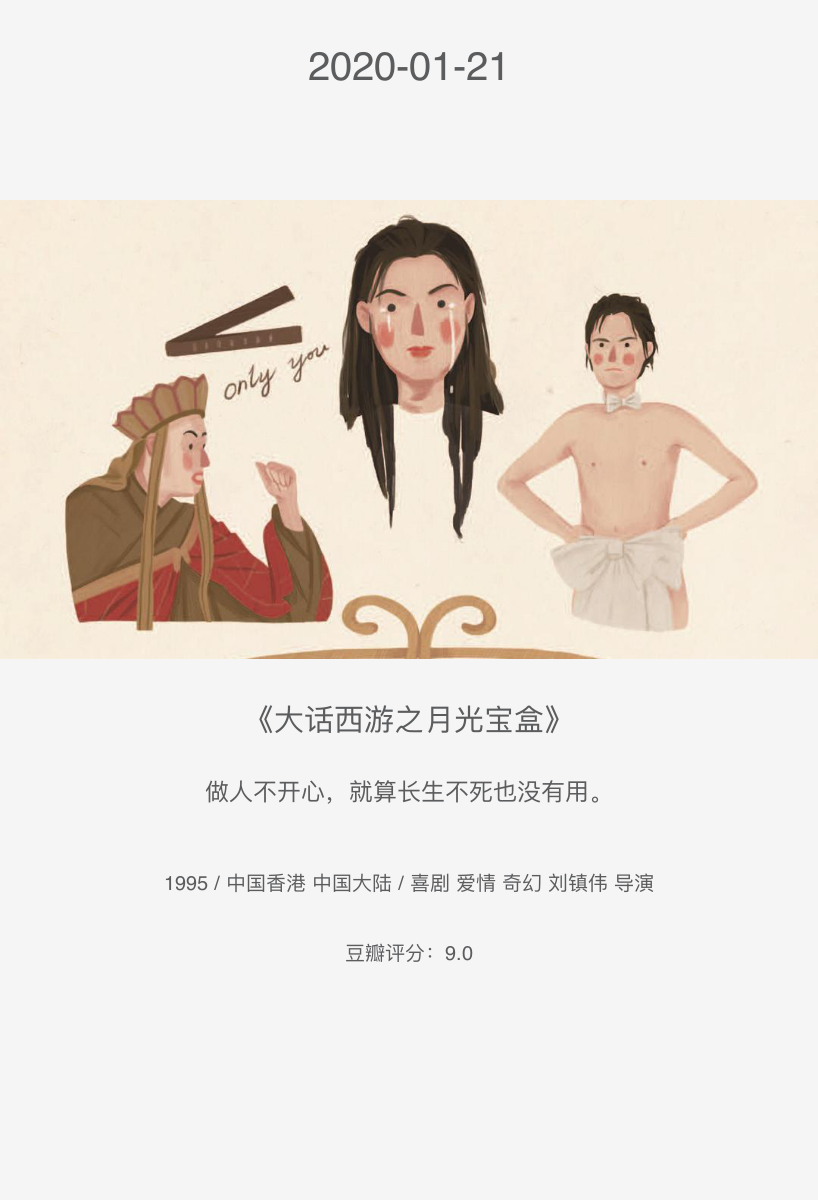 2020-01-21
only you
《大话西游之月光宝盒》
做人不开心，就算长生不死也没有用。
1995 / 中国香港 中国大陆 / 喜剧 爱情 奇幻 刘镇伟 导演
豆瓣评分：9.0